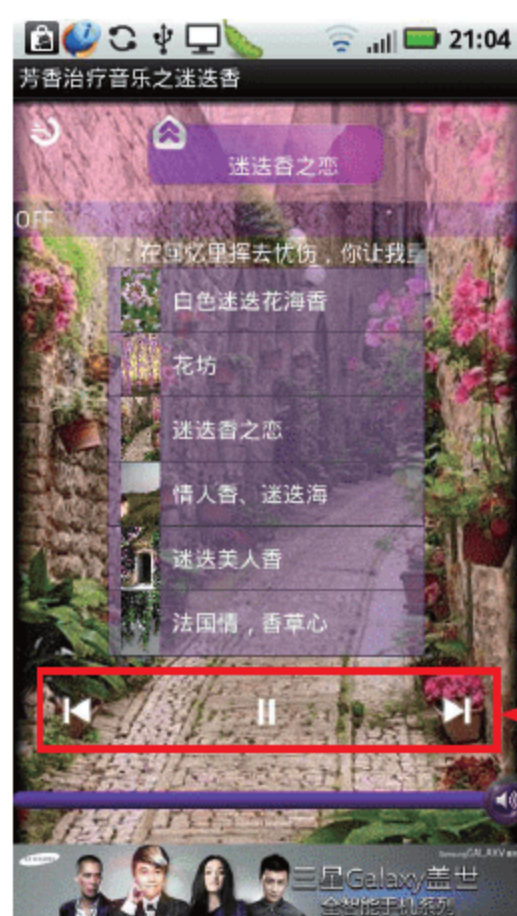 21:04
芳香治疗音乐之迷迭香
迷迭香之恋
OFF
在回忆里挥去忧伤，你让我
白色迷迭花海香
花坊
迷迭香之恋
情人香、迷迭海
迷迭美人香
法国情，香草心
SAMSUNG
三星Galaxy盖世
全智能手机系列